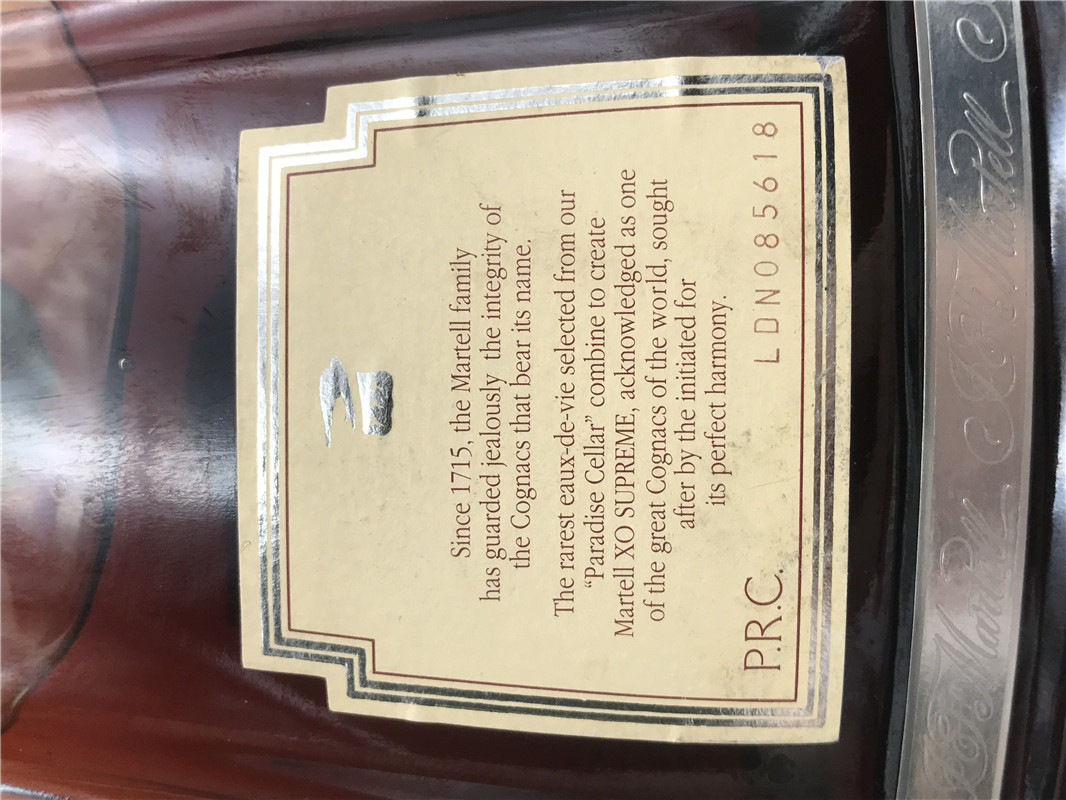 Since 1715, the Martell family
has guarded jealously the integrity of
the Cognacs that bear its name.
The rarest eaux-de-vie selected from our
“Paradise Cellar” combine to create
Martell XO SUPREME, acknowledged as one
of the great Cognacs of the world, sought
after by the initiated for
its perfect harmony.
P.R.C. LDN085618
Martell Martell